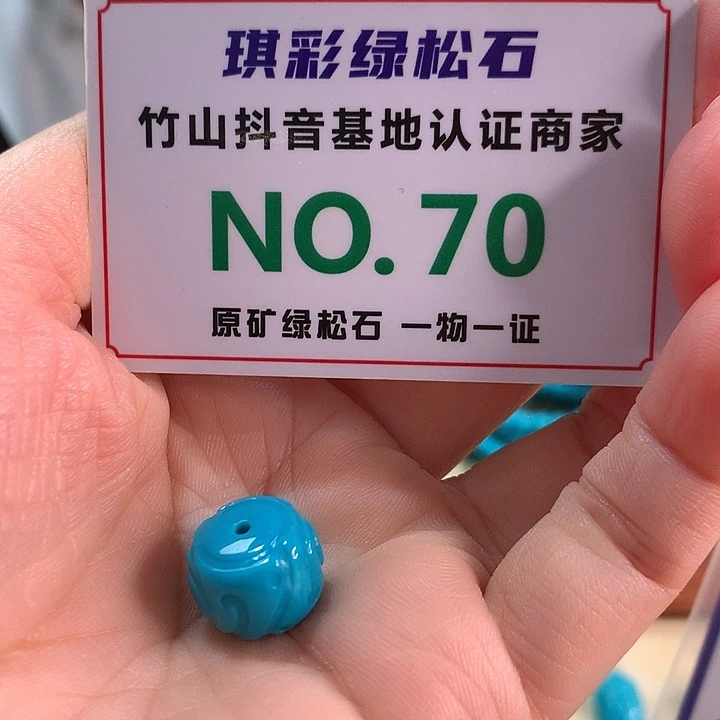 琪彩绿松石
竹山抖音基地认证商家
NO.70
原矿绿松石 一物一证